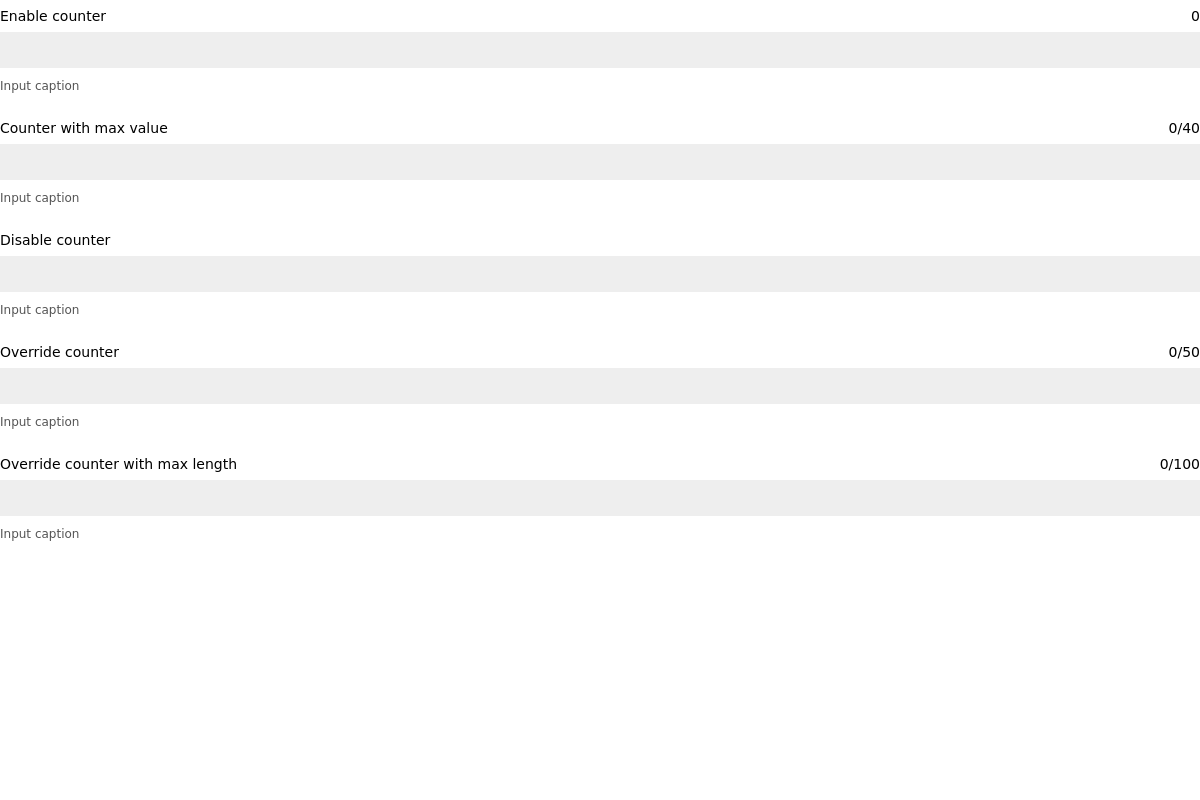 Enable counter 0
Input caption
Counter with max value 0/40
Input caption
Disable counter
Input caption
Override counter 0/50
Input caption
Override counter with max length 0/100
Input caption